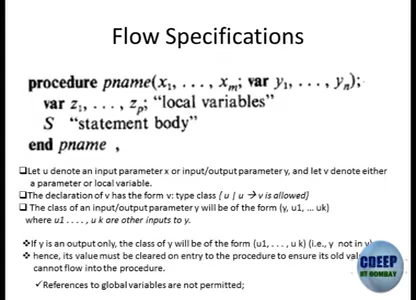 Flow Specifications
procedure pname(x1, . . . , xm; var y1, . . . , yn);
var z1, . . . , zp; "local variables"
S "statement body"
end pname ,
❑Let u denote an input parameter x or input/output parameter y, and let v denote either
a parameter or local variable.
❑The declaration of v has the form v: type class { u | u → v is allowed}
❑ The class of an input/output parameter y will be of the form (y, u1, ... uk)
where u1 . . . . , u k are other inputs to y.
❖If y is an output only, the class of y will be of the form (u1, . . . , u k) (i.e., y not in v)
❖ hence, its value must be cleared on entry to the procedure to ensure its old
cannot flow into the procedure.
✓References to global variables are not permitted;
CDEEP
IIT BOMBAY